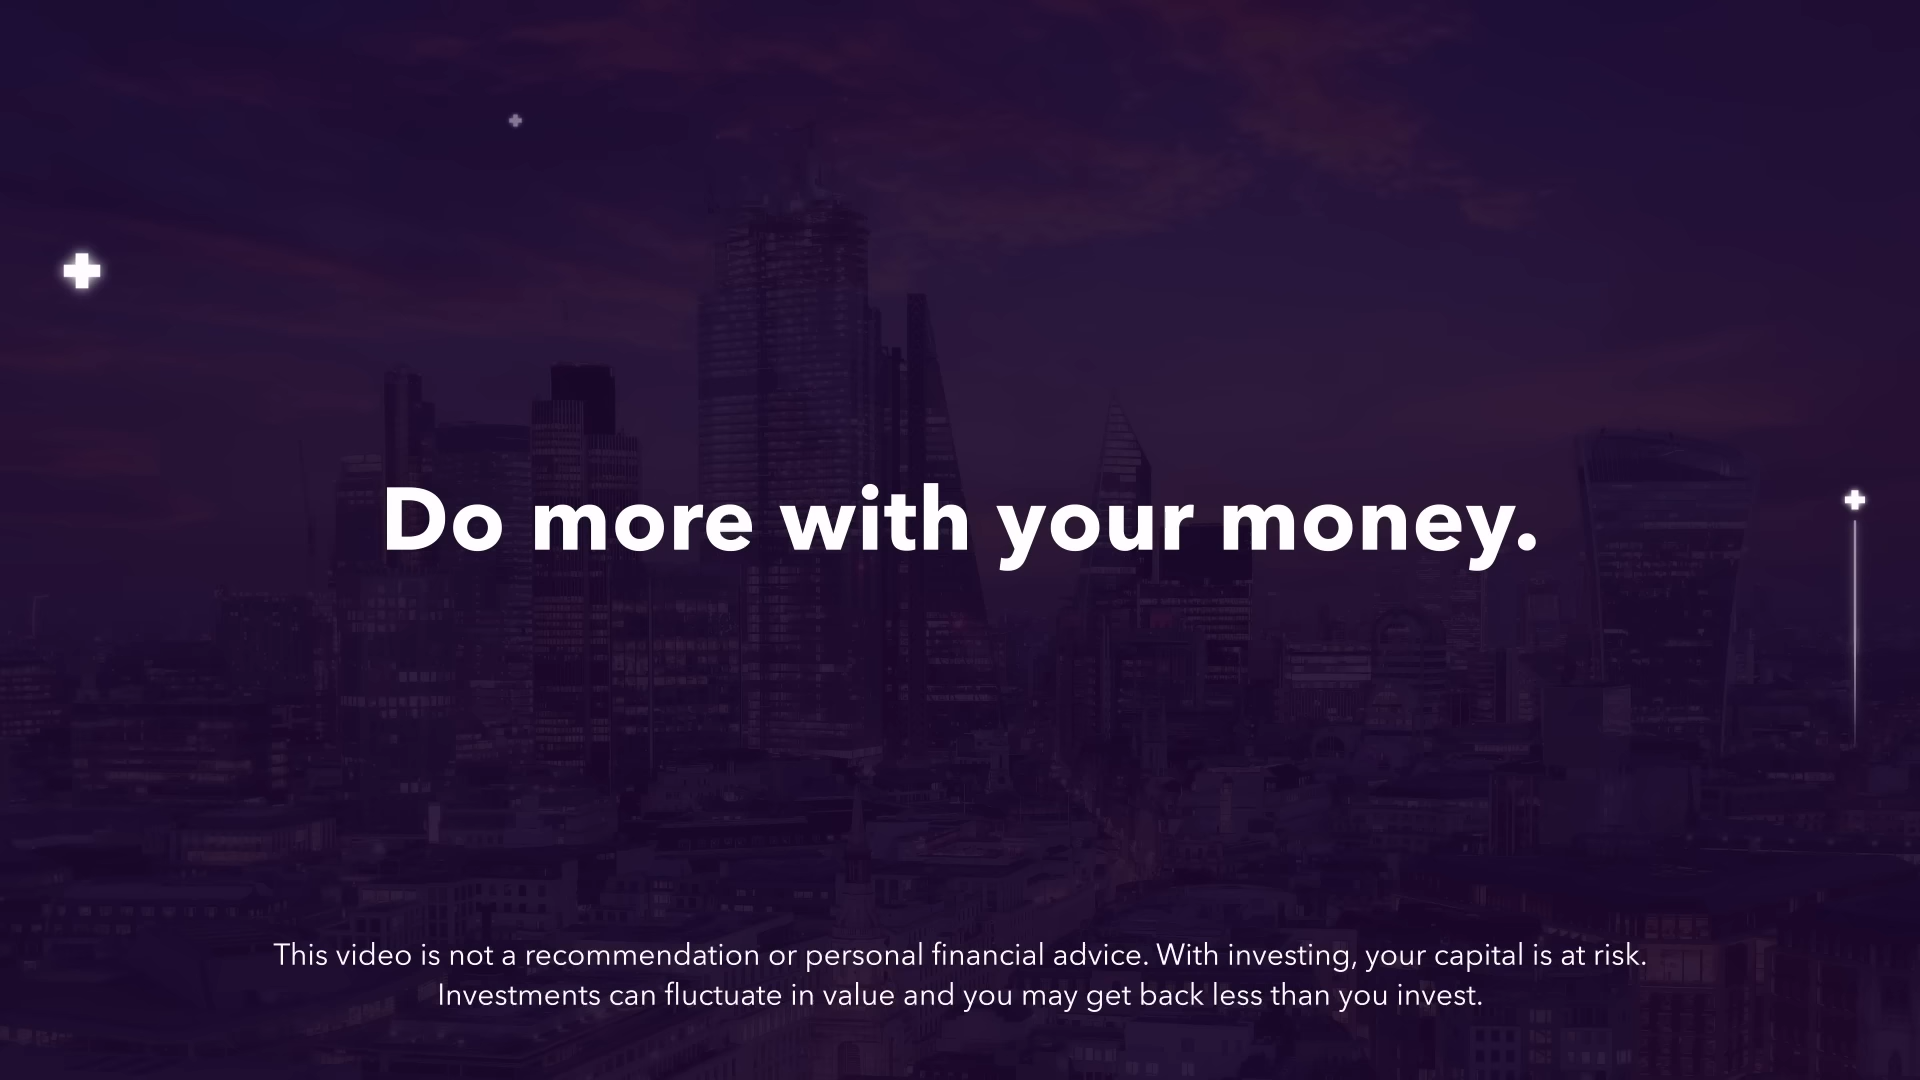 Do more with your money.
This video is not a recommendation or personal financial advice. With investing, your capital is at risk.
Investments can fluctuate in value and you may get back less than you invest.